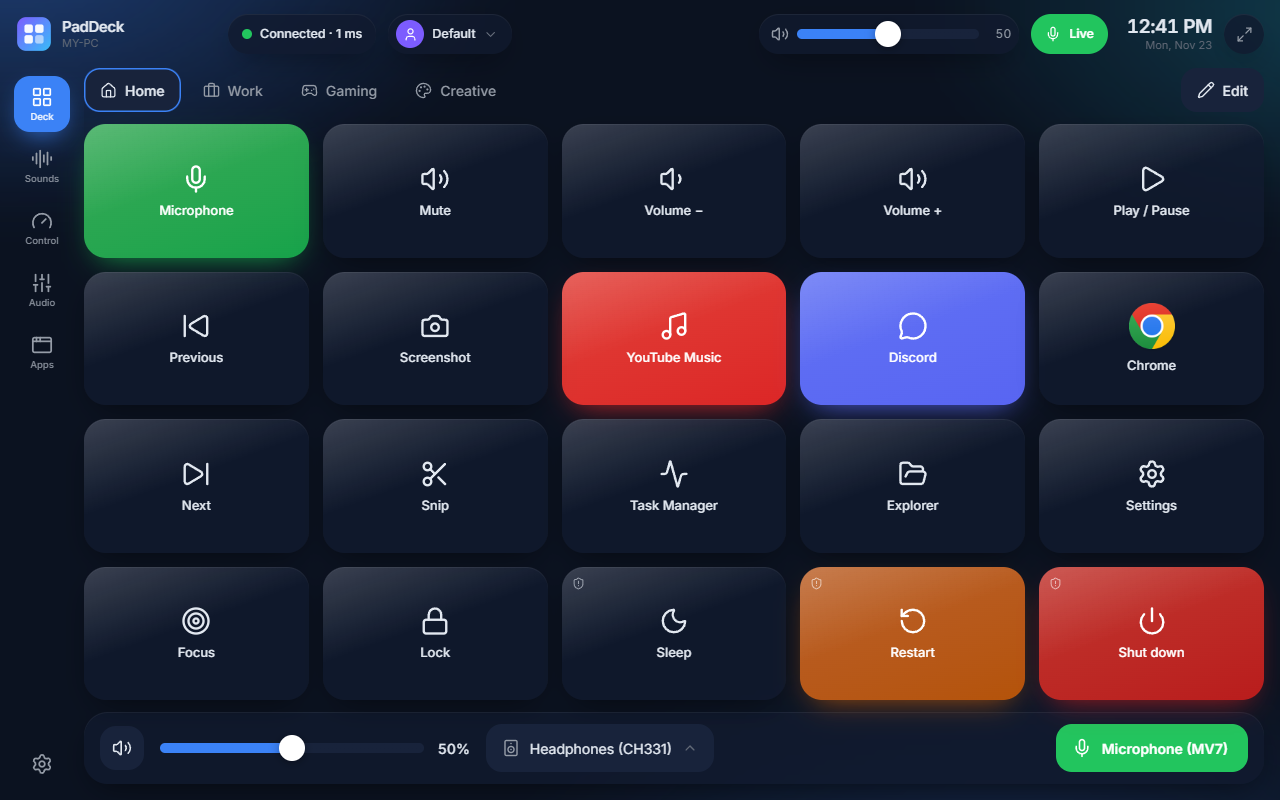 PadDeck
MY-PC
Connected · 1 ms
Default
50
Live
12:41 PM
Mon, Nov 23
Deck
Sounds
Control
Audio
Apps
Home
Work
Gaming
Creative
Edit
Microphone
Mute
Volume −
Volume +
Play / Pause
Previous
Screenshot
YouTube Music
Discord
Chrome
Next
Snip
Task Manager
Explorer
Settings
Focus
Lock
Sleep
Restart
Shut down
50%
Headphones (CH331)
Microphone (MV7)